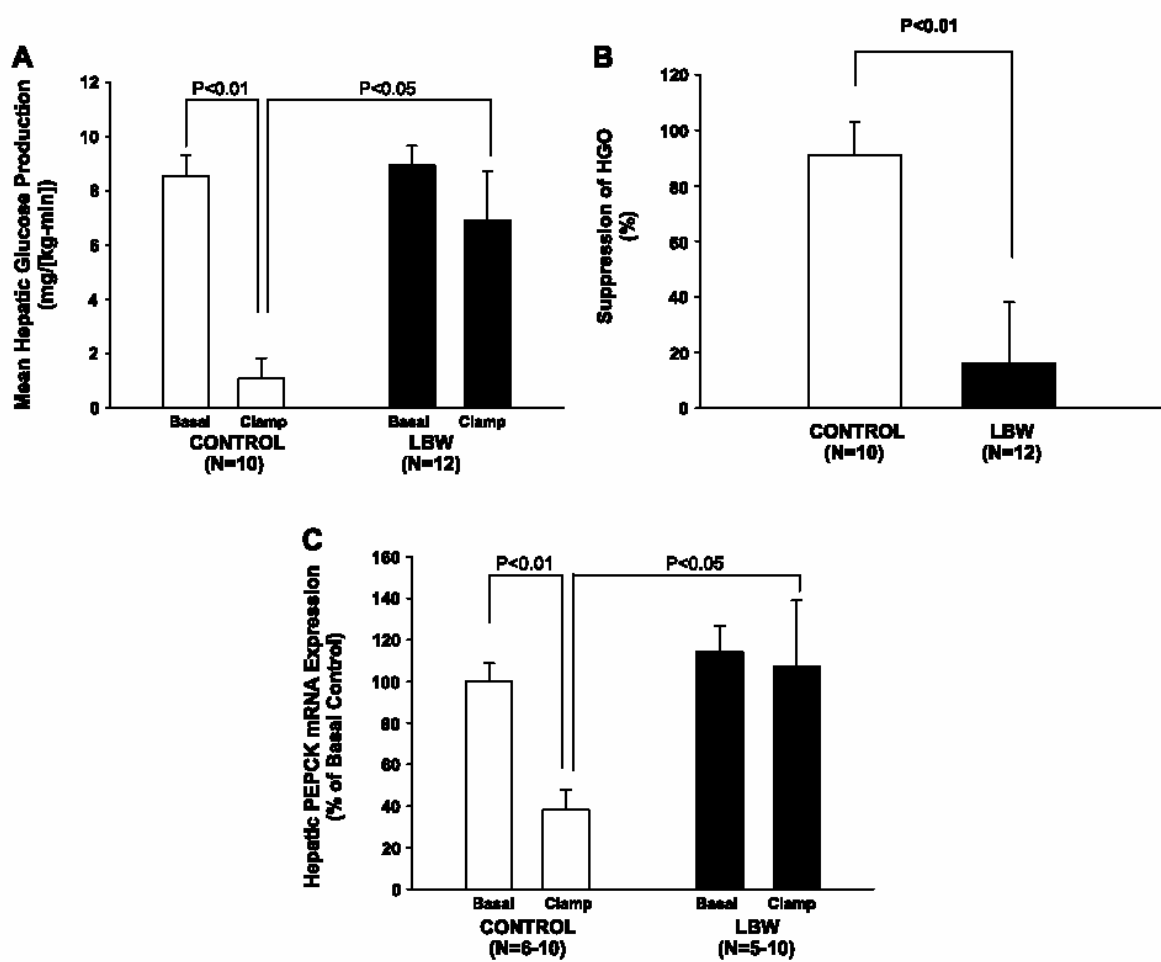 A
Mean Hepatic Glucose Production
(mg/[kg-min])
12
10
8
6
4
2
0
P<0.01
P<0.05
Basal
Clamp
Basal
Clamp
CONTROL
LBW
(N=10)
(N=12)
B
Suppression of HGO
(%)
120
100
80
60
40
20
0
P<0.01
CONTROL
LBW
(N=10)
(N=12)
C
Hepatic PEPCK mRNA Expression
(% of Basal Control)
160
140
120
100
80
60
40
20
0
P<0.01
P<0.05
Basal
Clamp
Basal
Clamp
CONTROL
LBW
(N=6-10)
(N=5-10)